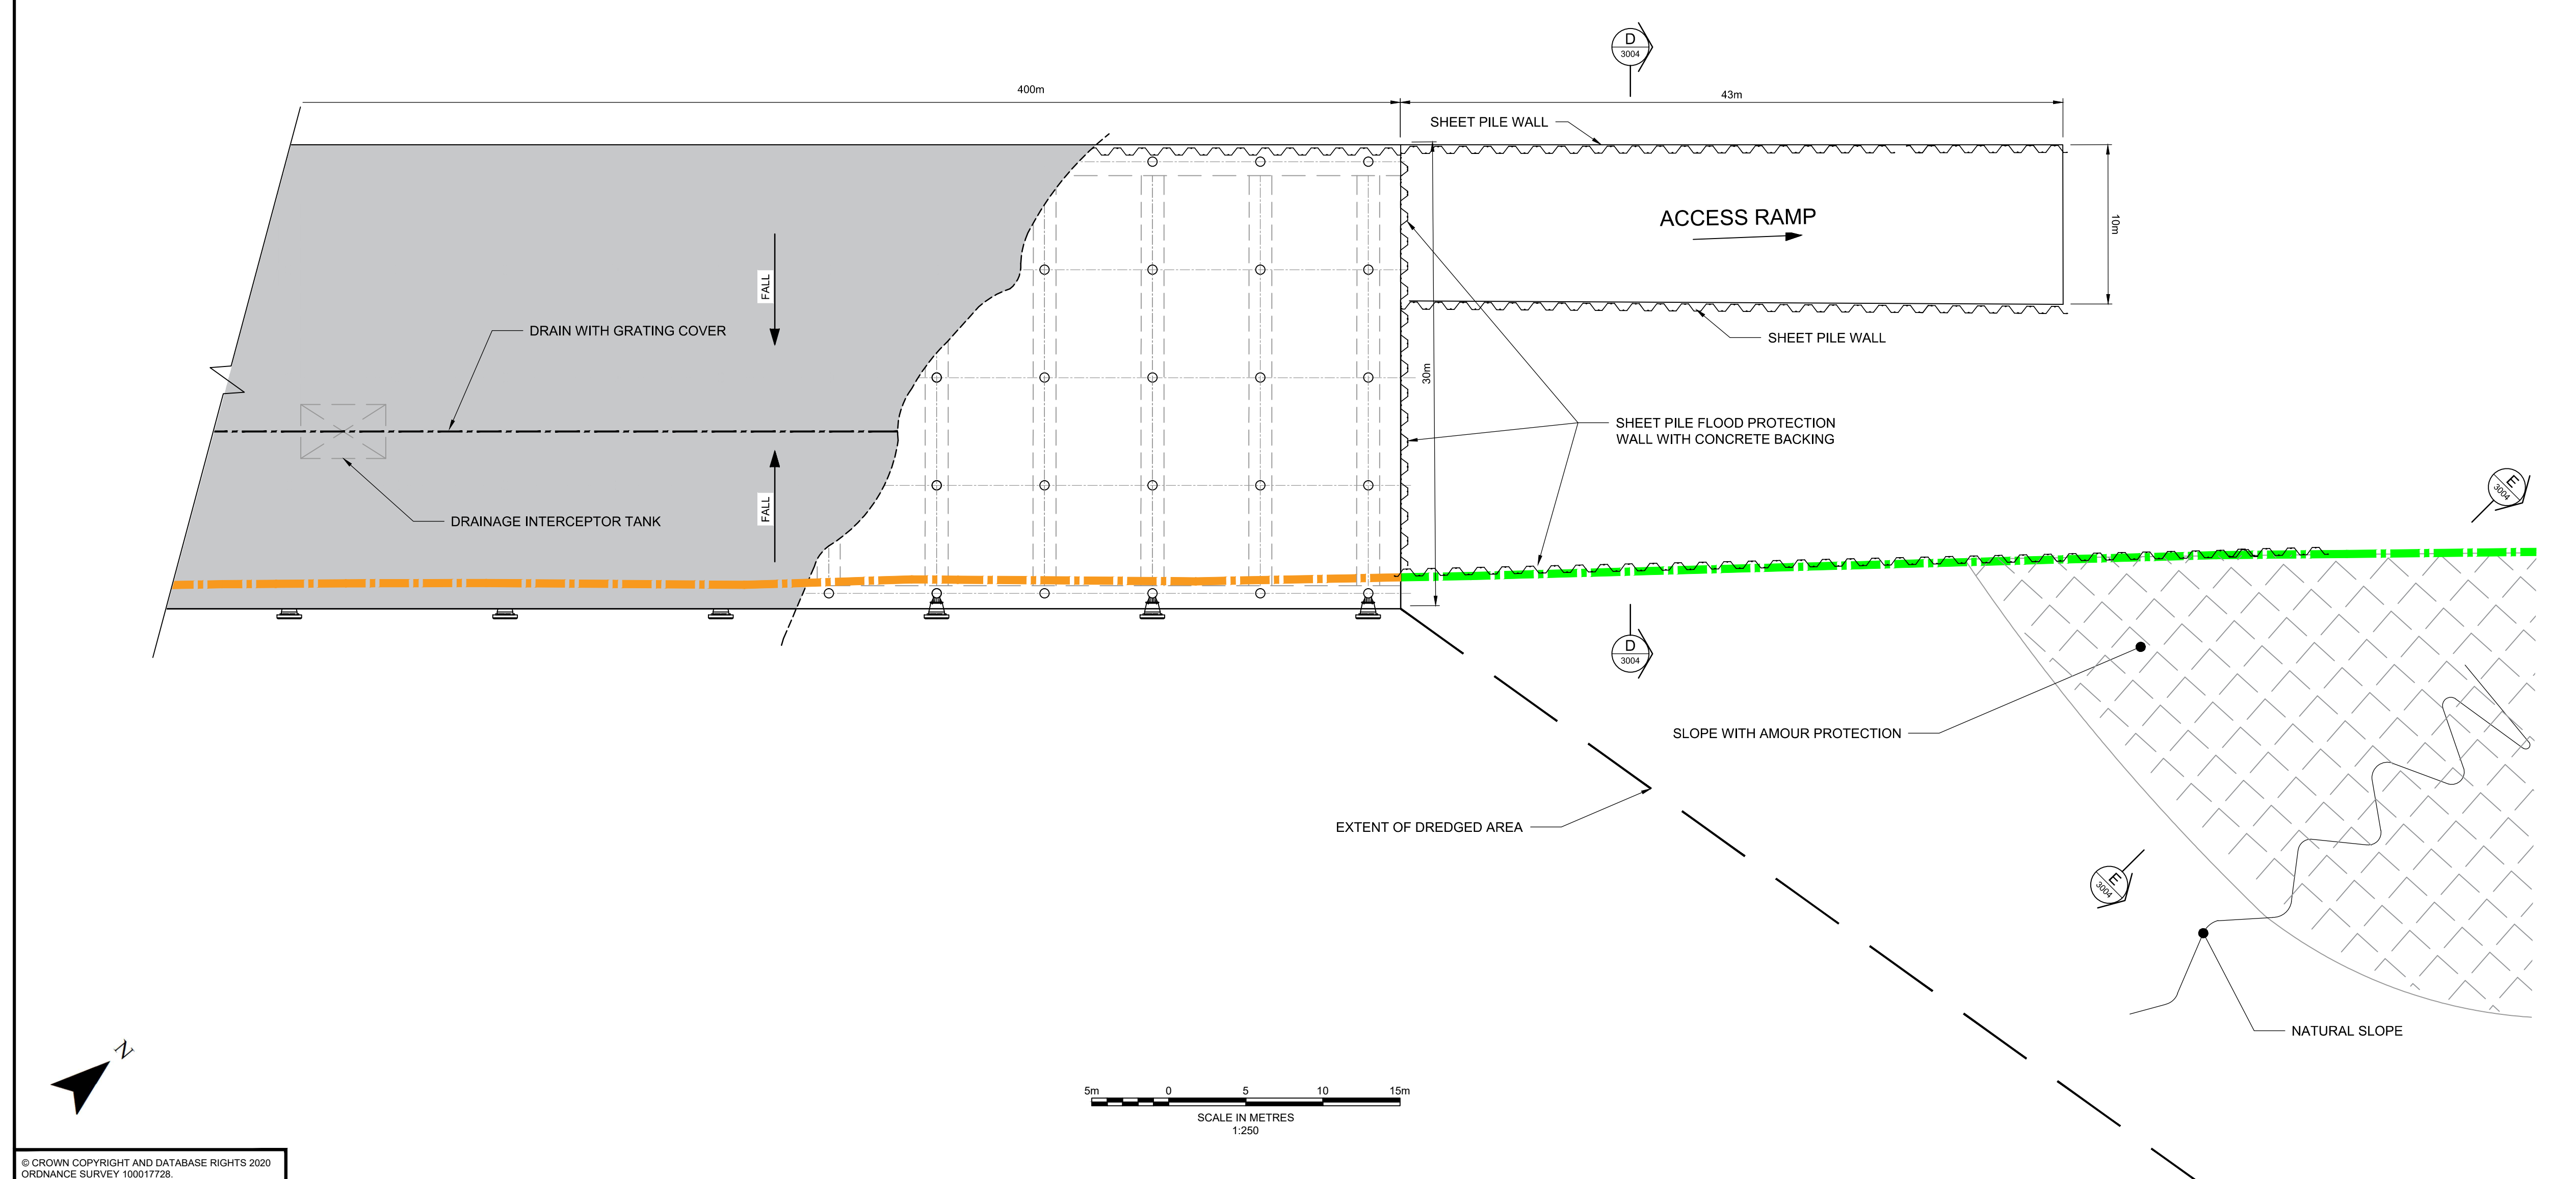 D
3004
400m
43m
SHEET PILE WALL
ACCESS RAMP
10m
FALL
DRAIN WITH GRATING COVER
SHEET PILE WALL
30m
SHEET PILE FLOOD PROTECTION
WALL WITH CONCRETE BACKING
E
3004
FALL
DRAINAGE INTERCEPTOR TANK
D
3004
SLOPE WITH AMOUR PROTECTION
EXTENT OF DREDGED AREA
E
3004
NATURAL SLOPE
N
5m 0 5 10 15m
SCALE IN METRES
1:250
© CROWN COPYRIGHT AND DATABASE RIGHTS 2020
ORDNANCE SURVEY 100017728.